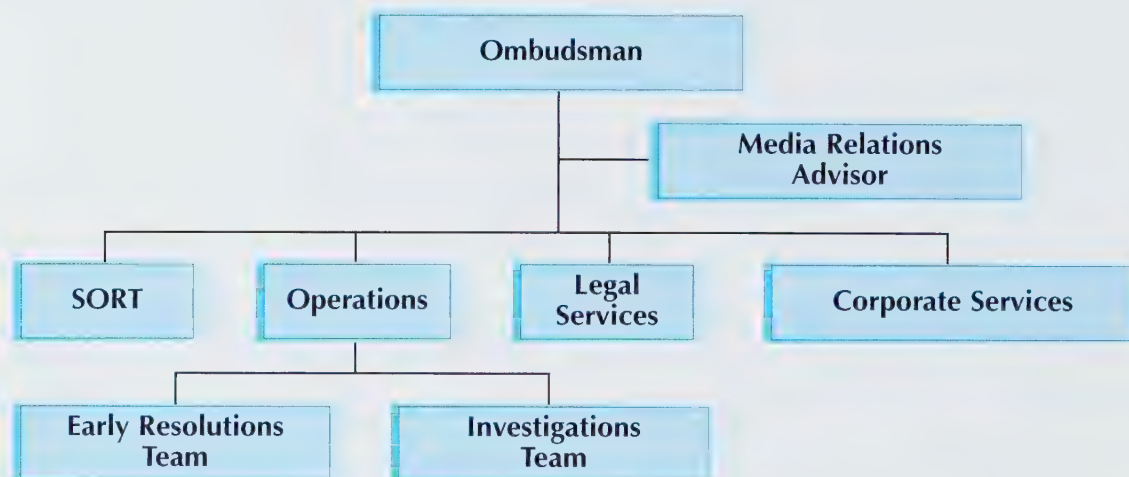 Ombudsman
Media Relations
Advisor
SORT
Operations
Legal
Services
Corporate Services
Early Resolutions
Team
Investigations
Team